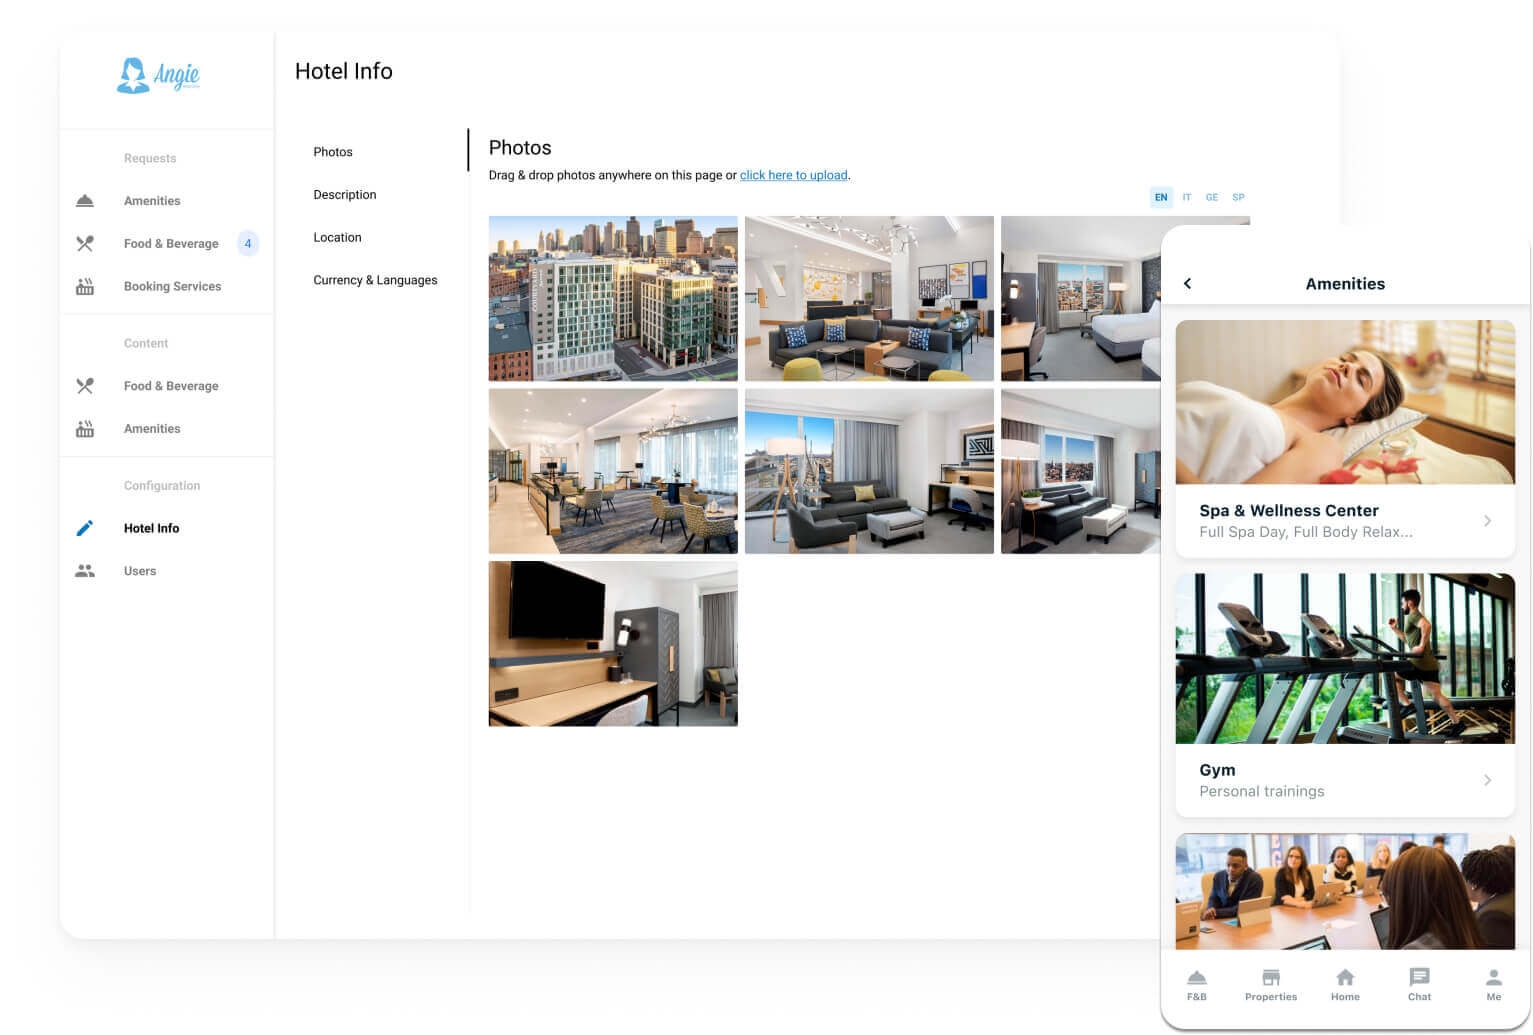 Angie
Hotel Info
Requests
Amenities
Food & Beverage
4
Booking Services
Content
Food & Beverage
Amenities
Configuration
Hotel Info
Users
Photos
Description
Location
Currency & Languages
Photos
Drag & drop photos anywhere on this page or click here to upload.
EN IT GE SP
COURTYARD
Amenities
Spa & Wellness Center
Full Spa Day, Full Body Relax...
Gym
Personal trainings
F&B
Properties
Home
Chat
Me